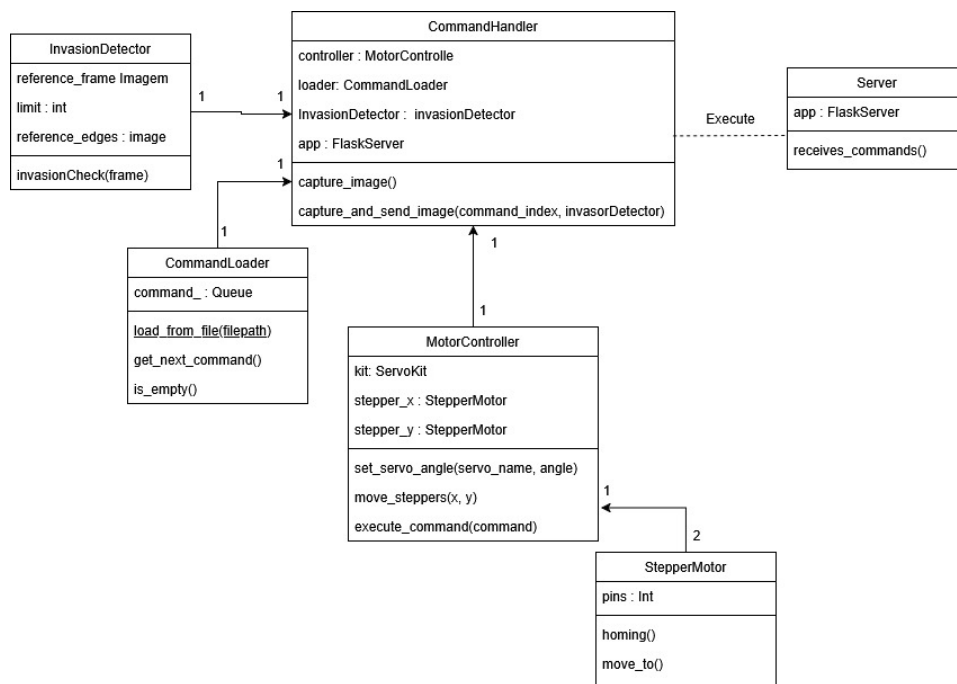 InvasionDetector
reference_frame Imagem
limit : int
reference_edges : image
invasionCheck(frame)
1
1
CommandHandler
controller : MotorControlle
loader: CommandLoader
InvasionDetector : invasionDetector
app : FlaskServer
capture_image()
capture_and_send_image(command_index, invasorDetector)
Execute
Server
app : FlaskServer
receives_commands()
1
1
CommandLoader
command_ : Queue
load_from_file(filepath)
get_next_command()
is_empty()
1
1
MotorController
kit: ServoKit
stepper_x : StepperMotor
stepper_y : StepperMotor
set_servo_angle(servo_name, angle)
move_steppers(x, y)
execute_command(command)
1
2
StepperMotor
pins : Int
homing()
move_to()